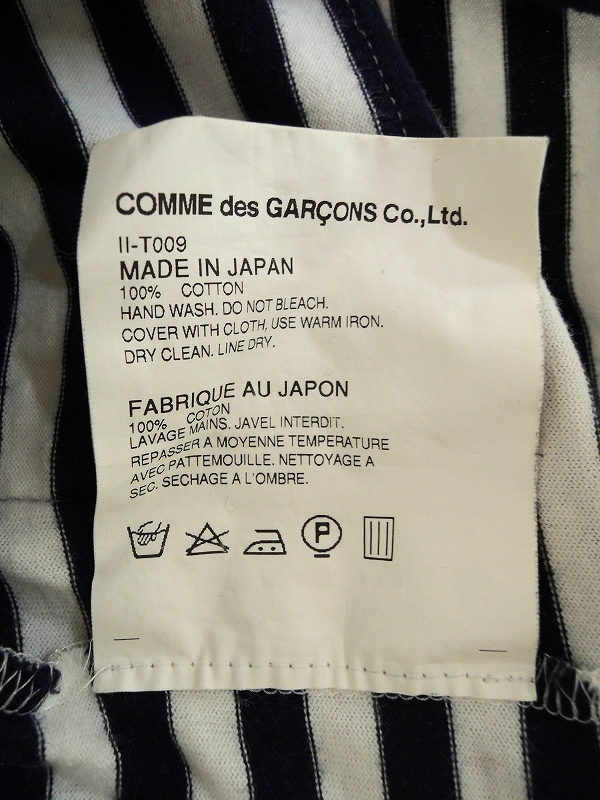 COMME des GARÇONS Co.,Ltd.
II-T009
MADE IN JAPAN
100% COTTON
HAND WASH. DO NOT BLEACH.
COVER WITH CLOTH, USE WARM IRON.
DRY CLEAN. LINE DRY.
FABRIQUE AU JAPON
100% COTON
LAVAGE MAINS. JAVEL INTERDIT.
REPASSER A MOYENNE TEMPERATURE
AVEC PATTEMOUILLE. NETTOYAGE A
SEC. SECHAGE A L'OMBRE.
P